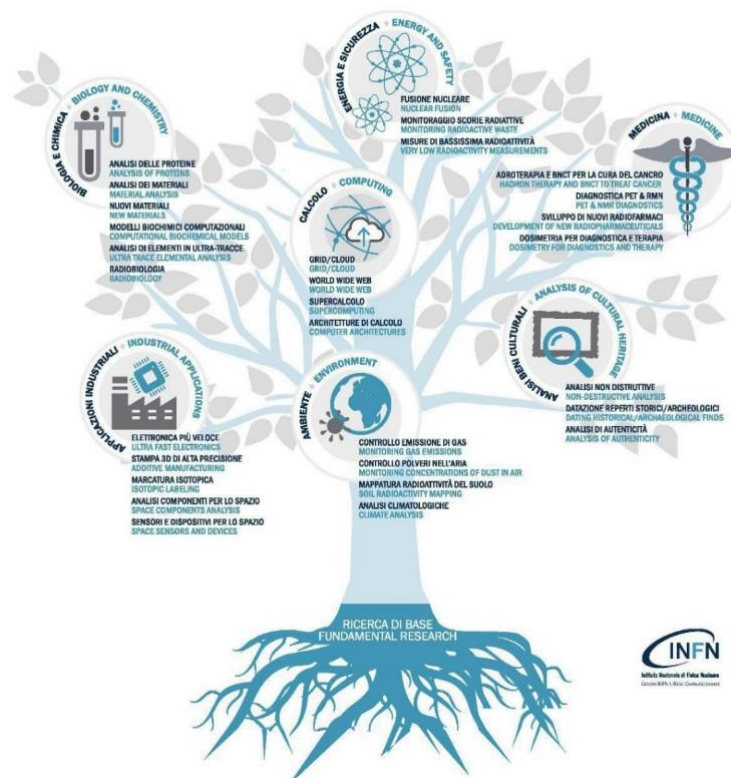 ENERGIA E SICUREZZA + ENERGY AND SAFETY
FUSIONE NUCLEARE
NUCLEAR FUSION
MONITORAGGIO SCORIE RADIATTIVE
MONITORING RADIOACTIVE WASTE
MISURE DI BASSISSIMA RADIOATTIVITÀ
VERY LOW RADIOACTIVITY MEASUREMENTS
BIOLOGIA E CHIMICA + BIOLOGY AND CHEMISTRY
ANALISI DELLE PROTEINE
ANALYSIS OF PROTEINS
ANALISI DEI MATERIALI
MATERIAL ANALYSIS
NUOVI MATERIALI
NEW MATERIALS
MODELLI BIOCHIMICI COMPUTAZIONALI
COMPUTATIONAL BIOCHEMICAL MODELS
ANALISI DI ELEMENTI IN ULTRA-TRACCE
ULTRA TRACE ELEMENTAL ANALYSIS
RADIOBIOLOGIA
RADIOBIOLOGY
MEDICINA + MEDICINE
ADROTERAPIA E BNCT PER LA CURA DEL CANCRO
HADRON THERAPY AND BNCT TO TREAT CANCER
DIAGNOSTICA PET & RMN
PET & NMR DIAGNOSTICS
SVILUPPO DI NUOVI RADIOFARMACI
DEVELOPMENT OF NEW RADIOPHARMACEUTICALS
DOSIMETRIA PER DIAGNOSTICA E TERAPIA
DOSIMETRY FOR DIAGNOSTICS AND THERAPY
CALCOLO + COMPUTING
GRID/CLOUD
GRID/CLOUD
WORLD WIDE WEB
WORLD WIDE WEB
SUPERCALCOLO
SUPERCOMPUTING
ARCHITETTURE DI CALCOLO
COMPUTER ARCHITECTURES
ANALISI BENI CULTURALI + ANALYSIS OF CULTURAL HERITAGE
ANALISI NON DISTRUTTIVE
NON-DESTRUCTIVE ANALYSIS
DATAZIONE REPERTI STORICI/ARCHEOLOGICI
DATING HISTORICAL/ARCHAEOLOGICAL FINDS
ANALISI DI AUTENTICITÀ
ANALYSIS OF AUTHENTICITY
APPLICAZIONI INDUSTRIALI + INDUSTRIAL APPLICATIONS
ELETTRONICA PIÙ VELOCE
ULTRA FAST ELECTRONICS
STAMPA 3D DI ALTA PRECISIONE
ADDITIVE MANUFACTURING
MARCATURA ISOTOPICA
ISOTOPIC LABELING
ANALISI COMPONENTI PER LO SPAZIO
SPACE COMPONENTS ANALYSIS
SENSORI E DISPOSITIVI PER LO SPAZIO
SPACE SENSORS AND DEVICES
AMBIENTE + ENVIRONMENT
CONTROLLO EMISSIONE DI GAS
MONITORING GAS EMISSIONS
CONTROLLO POLVERI NELL'ARIA
MONITORING CONCENTRATIONS OF DUST IN AIR
MAPPATURA RADIOATTIVITÀ DEL SUOLO
SOIL RADIOACTIVITY MAPPING
ANALISI CLIMATOLOGICHE
CLIMATE ANALYSIS
RICERCA DI BASE
FUNDAMENTAL RESEARCH
INFN
Istituto Nazionale di Fisica Nucleare